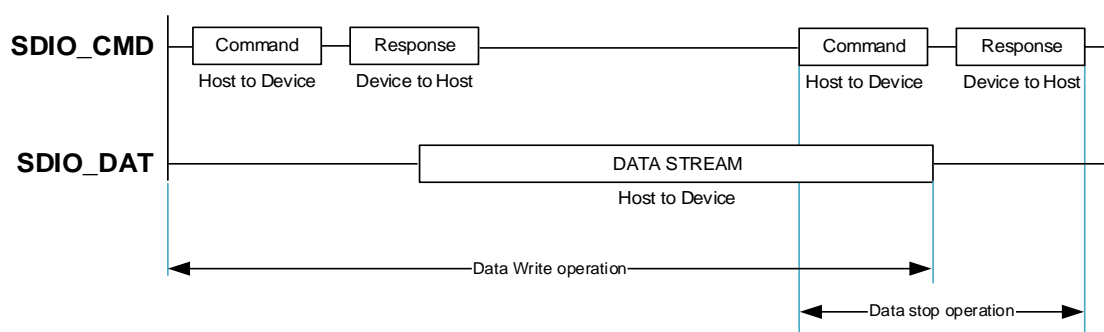 SDIO_CMD
Command
Response
Command
Response
Host to Device
Device to Host
Host to Device
Device to Host
SDIO_DAT
DATA STREAM
Host to Device
Data Write operation
Data stop operation